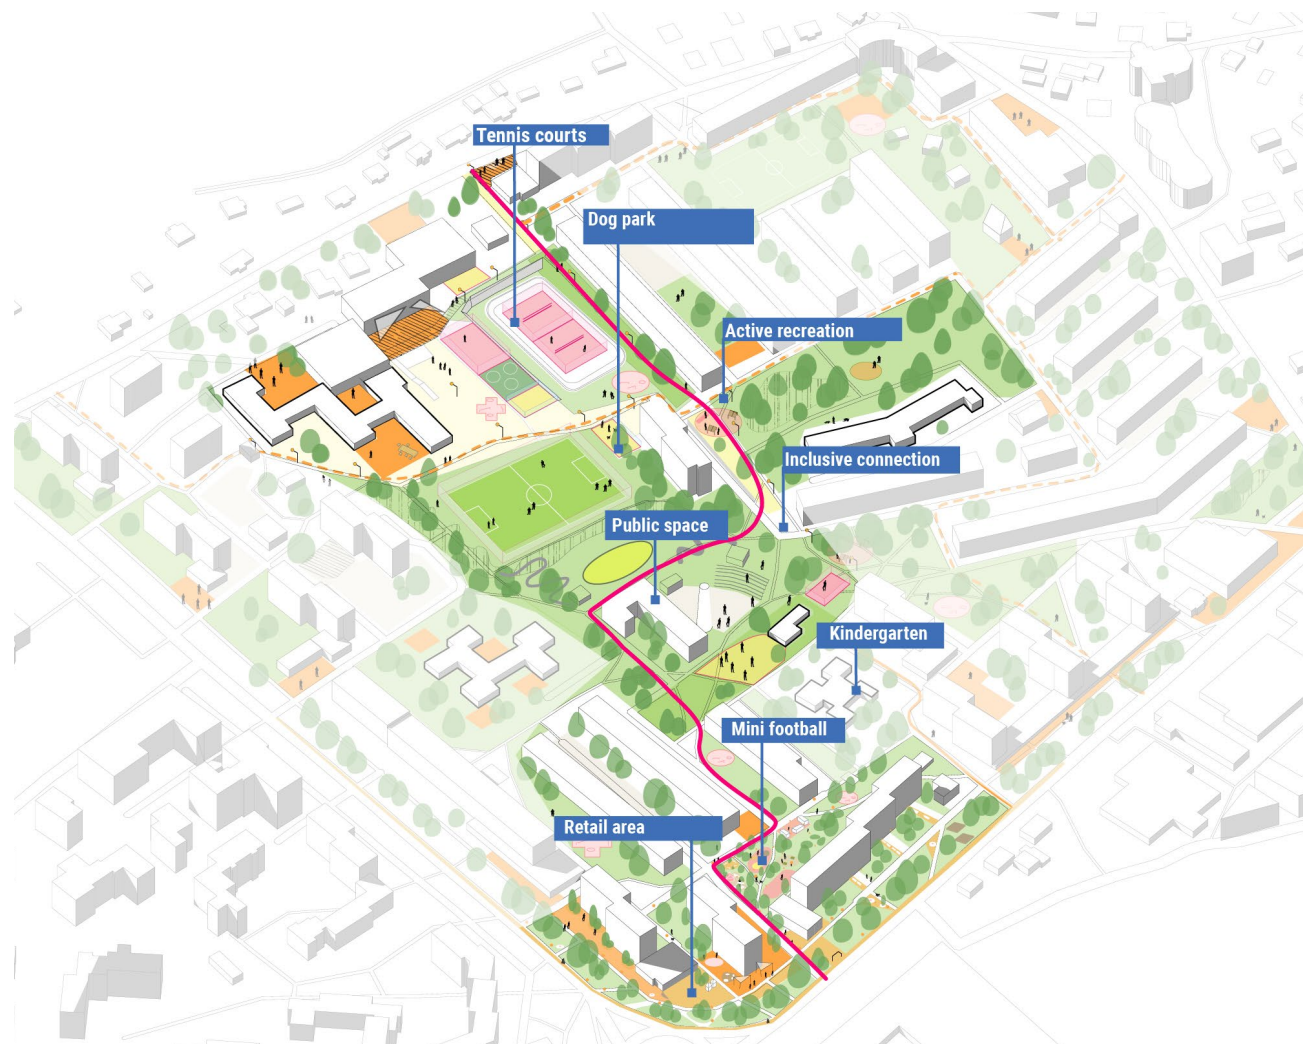 Tennis courts
Dog park
Active recreation
Inclusive connection
Public space
Kindergarten
Mini football
Retail area